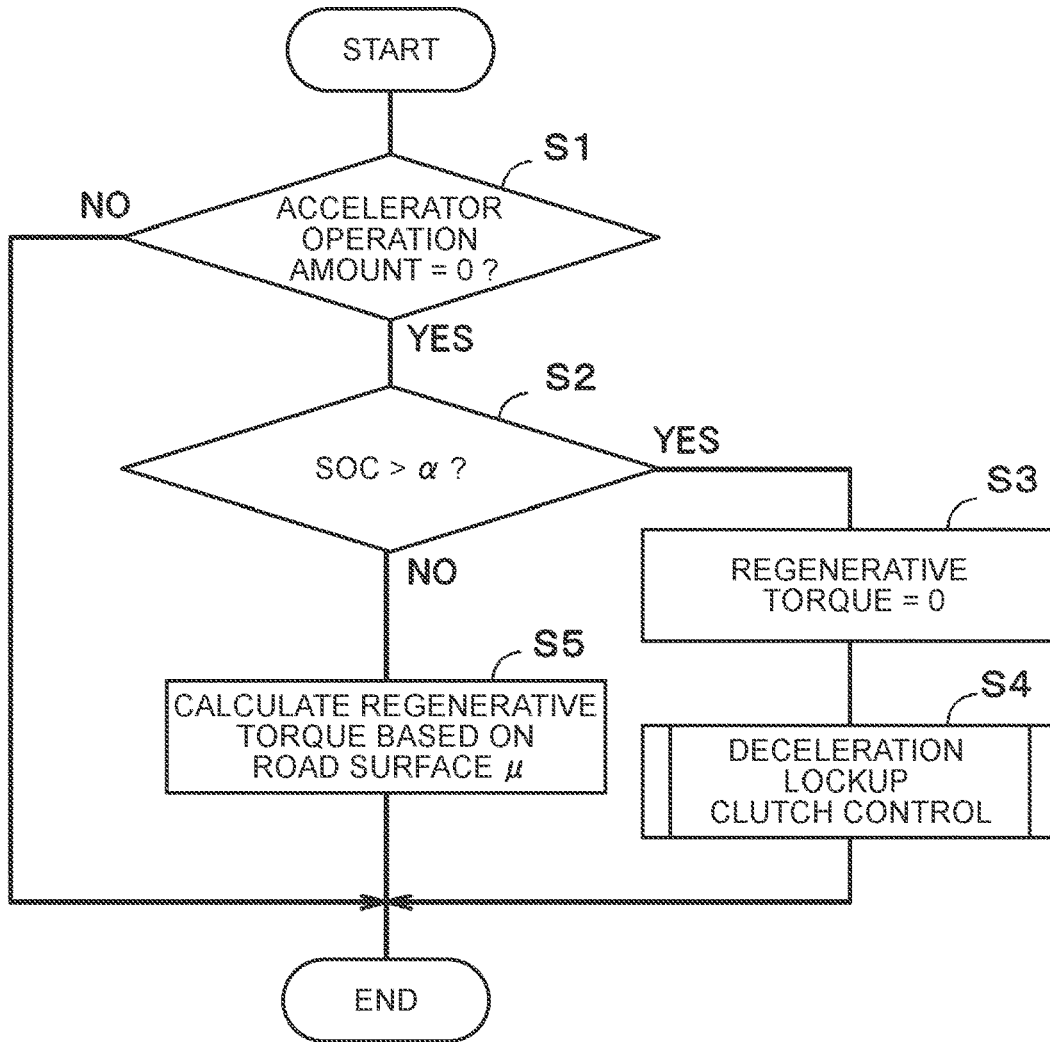 START
S1
NO
ACCELERATOR
OPERATION
AMOUNT = 0 ?
YES
S2
SOC > α ?
YES
NO
S3
REGENERATIVE
TORQUE = 0
S5
CALCULATE REGENERATIVE
TORQUE BASED ON
ROAD SURFACE μ
S4
DECELERATION
LOCKUP
CLUTCH CONTROL
END